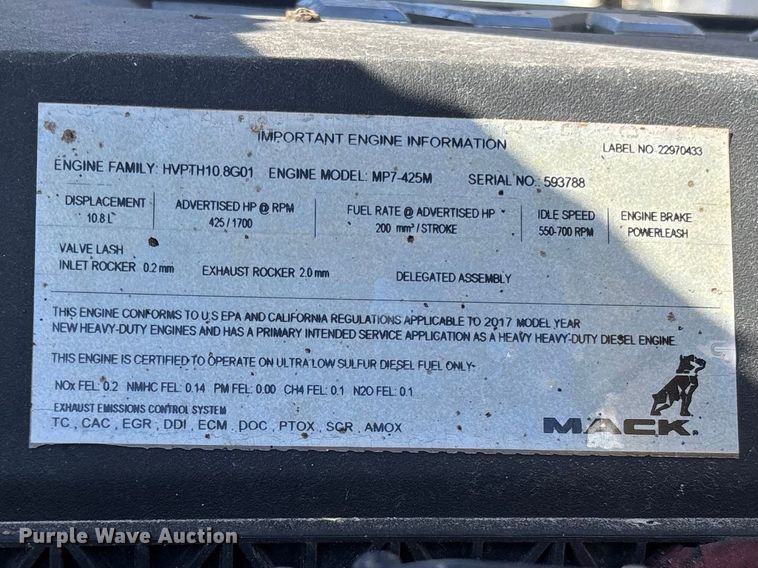 IMPORTANT ENGINE INFORMATION
LABEL NO. 22970433
ENGINE FAMILY: HVPTH10.8G01 ENGINE MODEL: MP7-425M SERIAL NO.: 593788
DISPLACEMENT ADVERTISED HP @ RPM FUEL RATE @ ADVERTISED HP IDLE SPEED ENGINE BRAKE
10.8 L 425 / 1700 200 mm³ / STROKE 550-700 RPM POWERLEASH
VALVE LASH
INLET ROCKER 0.2 mm EXHAUST ROCKER 2.0 mm DELEGATED ASSEMBLY
THIS ENGINE CONFORMS TO U S EPA AND CALIFORNIA REGULATIONS APPLICABLE TO 2017 MODEL YEAR
NEW HEAVY-DUTY ENGINES AND HAS A PRIMARY INTENDED SERVICE APPLICATION AS A HEAVY HEAVY-DUTY DIESEL ENGINE.
THIS ENGINE IS CERTIFIED TO OPERATE ON ULTRA LOW SULFUR DIESEL FUEL ONLY.
NOx FEL: 0.2 NMHC FEL: 0.14 PM FEL: 0.00 CH4 FEL: 0.1 N2O FEL: 0.1
EXHAUST EMISSIONS CONTROL SYSTEM
TC , CAC , EGR , DDI , ECM , DOC , PTOX , SCR , AMOX
MACK
Purple Wave Auction